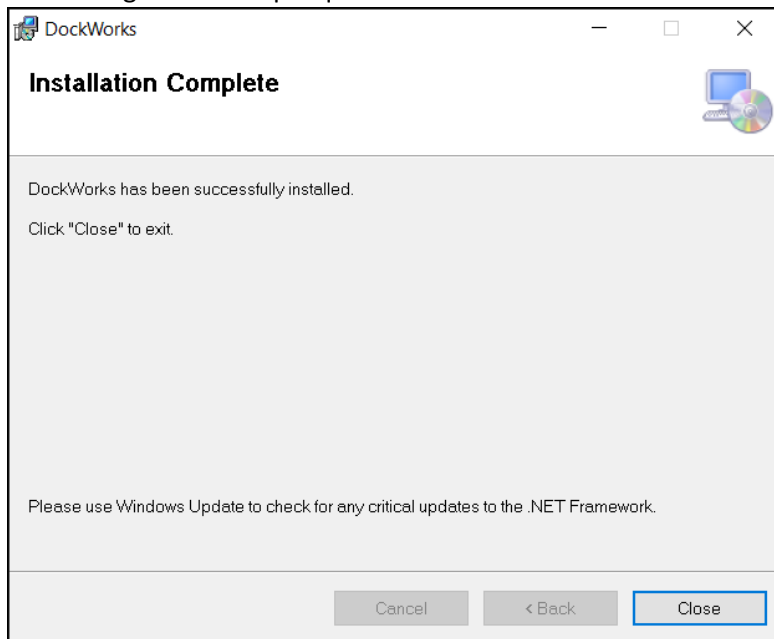 DockWorks
Installation Complete
DockWorks has been successfully installed.
Click "Close" to exit.
Please use Windows Update to check for any critical updates to the .NET Framework.
Cancel
< Back
Close